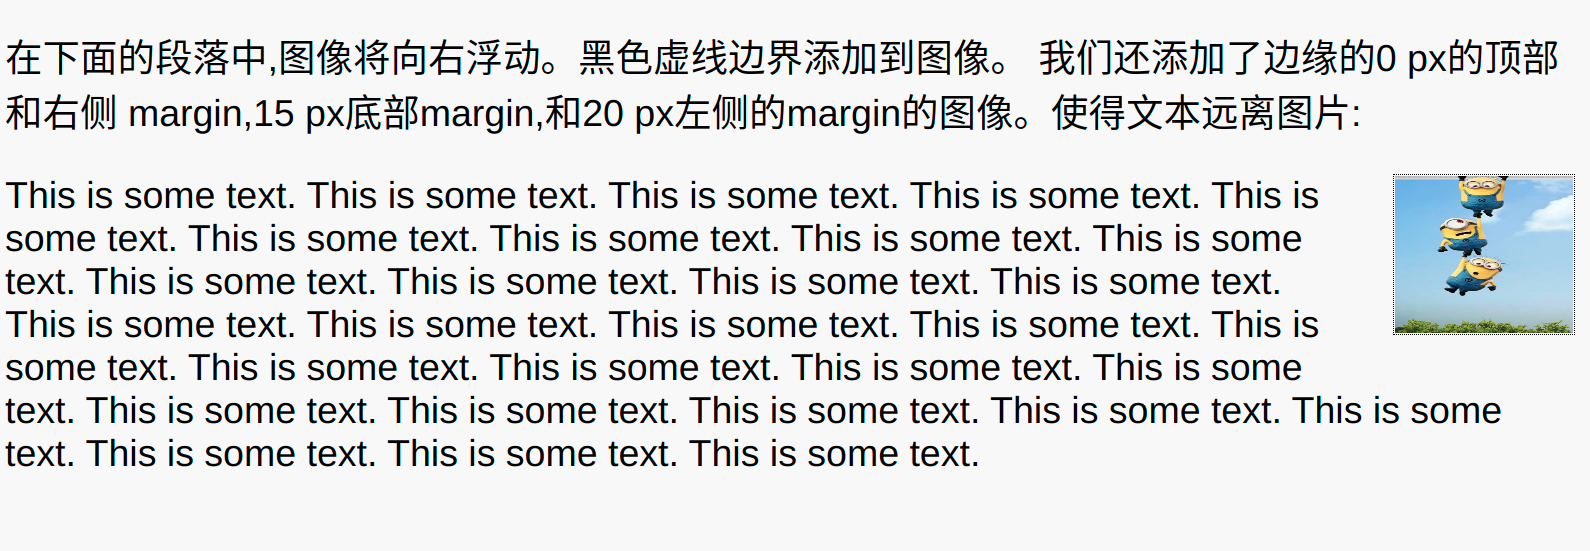 在下面的段落中,图像将向右浮动。黑色虚线边界添加到图像。 我们还添加了边缘的0 px的顶部
和右侧 margin,15 px底部margin,和20 px左侧的margin的图像。使得文本远离图片:
This is some text. This is some text. This is some text. This is some text. This is
some text. This is some text. This is some text. This is some text. This is some
text. This is some text. This is some text. This is some text. This is some text.
This is some text. This is some text. This is some text. This is some text. This is
some text. This is some text. This is some text. This is some text. This is some
text. This is some text. This is some text. This is some text. This is some text. This is some
text. This is some text. This is some text. This is some text.